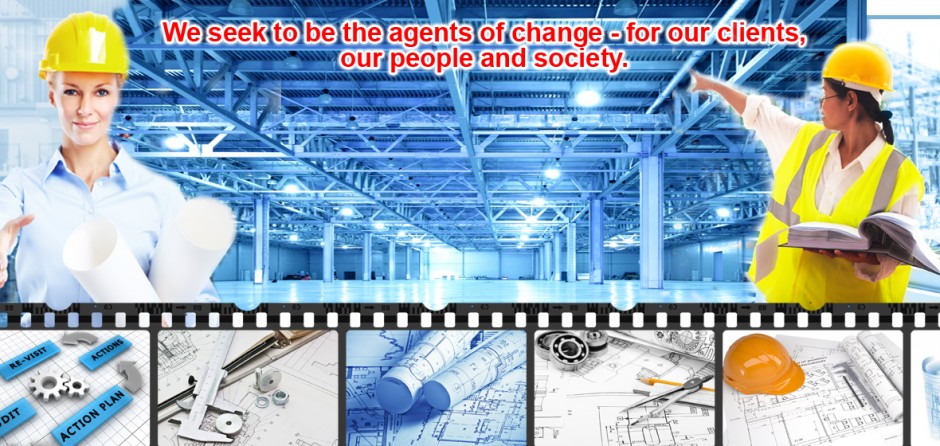 We seek to be the agents of change - for our clients,
our people and society.
RE-VISIT
ACTIONS
DIT
ACTION PLAN